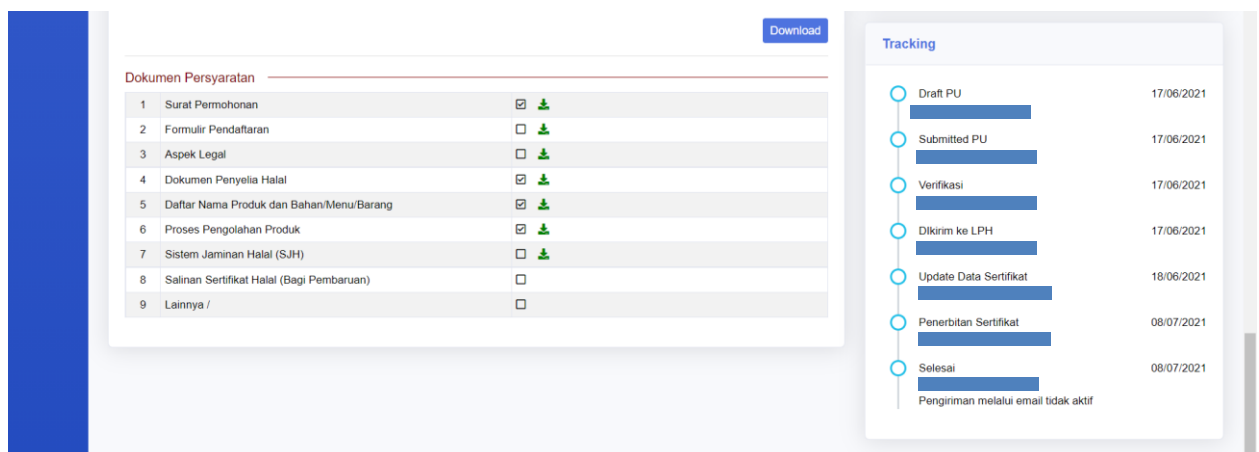 Download
Dokumen Persyaratan
1 Surat Permohonan
2 Formulir Pendaftaran
3 Aspek Legal
4 Dokumen Penyelia Halal
5 Daftar Nama Produk dan Bahan/Menu/Barang
6 Proses Pengolahan Produk
7 Sistem Jaminan Halal (SJH)
8 Salinan Sertifikat Halal (Bagi Pembaruan)
9 Lainnya /
Tracking
Draft PU 17/06/2021
Submitted PU 17/06/2021
Verifikasi 17/06/2021
DIkirim ke LPH 17/06/2021
Update Data Sertifikat 18/06/2021
Penerbitan Sertifikat 08/07/2021
Selesai 08/07/2021
Pengiriman melalui email tidak aktif